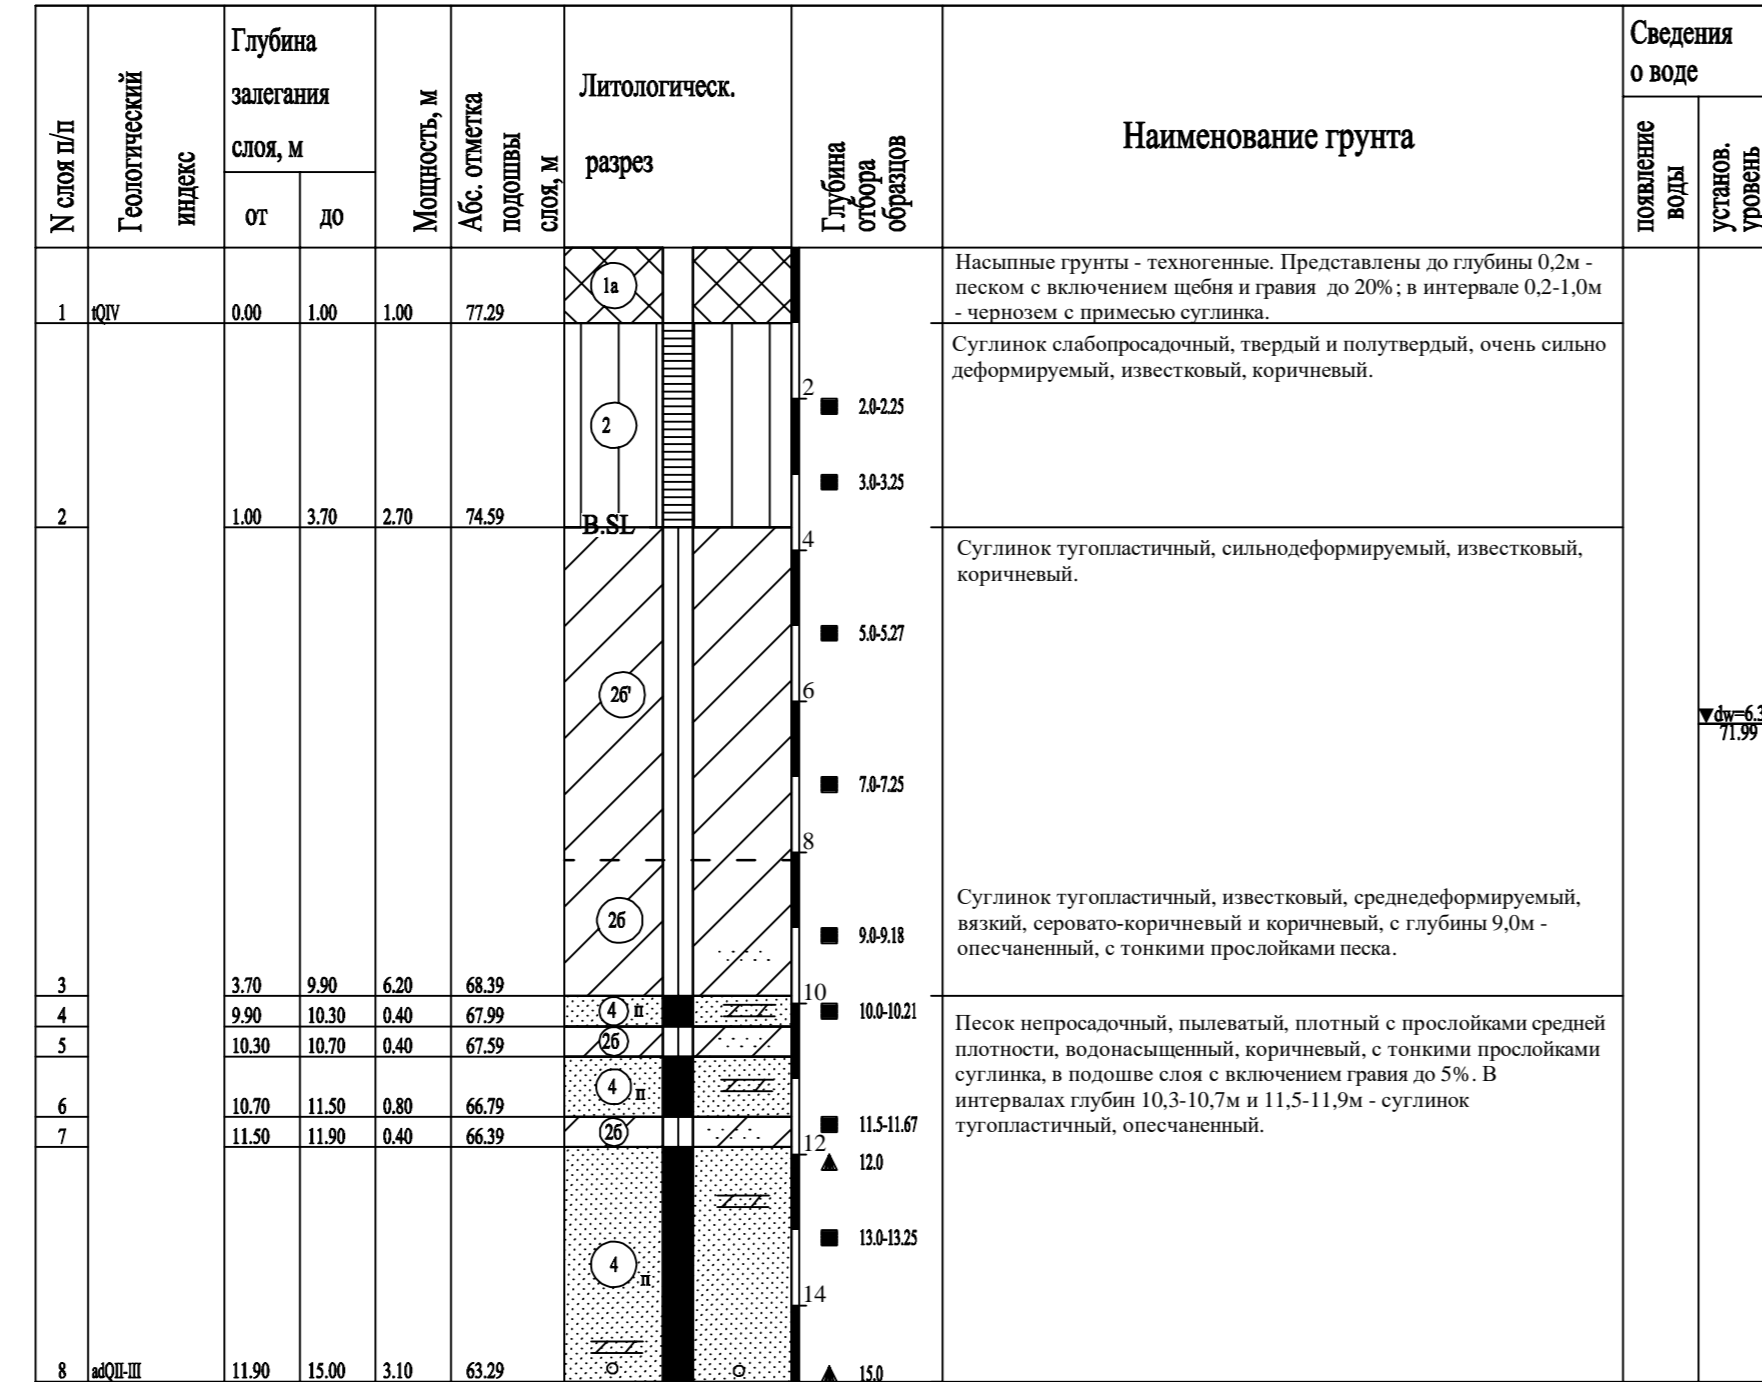 N слоя п/п
Геологический
индекс
Глубина
залегания
слоя, м
от
до
Мощность, м
Абс. отметка
подошвы
слоя, м
Литологическ.
разрез
Глубина
отбора
образцов
Наименование грунта
Сведения
о воде
появление
воды
установ.
уровень
1 tQIV 0.00 1.00 1.00 77.29
1а
Насыпные грунты - техногенные. Представлены до глубины 0,2м -
песком с включением щебня и гравия до 20%; в интервале 0,2-1,0м
- чернозем с примесью суглинка.
2 1.00 3.70 2.70 74.59
2
B.SL
2
2.0-2.25
3.0-3.25
Суглинок слабопросадочный, твердый и полутвердый, очень сильно
деформируемый, известковый, коричневый.
4
5.0-5.27
2б'
6
7.0-7.25
8
Суглинок тугопластичный, сильнодеформируемый, известковый,
коричневый.
dw=6.3
71.99
3 3.70 9.90 6.20 68.39
2б
9.0-9.18
Суглинок тугопластичный, известковый, среднедеформируемый,
вязкий, серовато-коричневый и коричневый, с глубины 9,0м -
опесчаненный, с тонкими прослойками песка.
4 9.90 10.30 0.40 67.99
4 п
10
10.0-10.21
5 10.30 10.70 0.40 67.59
2б
6 10.70 11.50 0.80 66.79
4 п
7 11.50 11.90 0.40 66.39
2б
11.5-11.67
12
12.0
Песок непросадочный, пылеватый, плотный с прослойками средней
плотности, водонасыщенный, коричневый, с тонкими прослойками
суглинка, в подошве слоя с включением гравия до 5%. В
интервалах глубин 10,3-10,7м и 11,5-11,9м - суглинок
тугопластичный, опесчаненный.
13.0-13.25
4 п
14
8 adQII-III 11.90 15.00 3.10 63.29
15.0